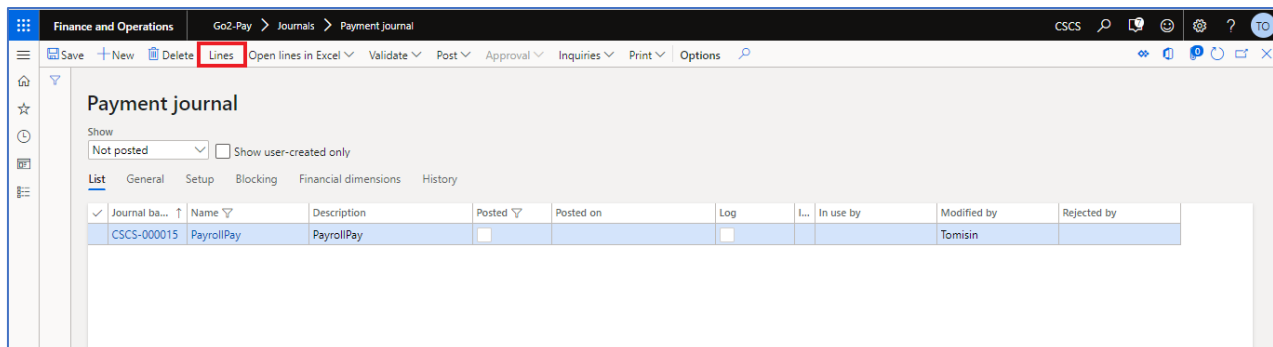 Finance and Operations Go2-Pay > Journals > Payment journal CSCS ? TO
Save + New Delete Lines Open lines in Excel Validate Post Approval Inquiries Print Options 0
Payment journal
Show
Not posted Show user-created only
List General Setup Blocking Financial dimensions History
Journal ba... ↑ Name Description Posted Posted on Log I... In use by Modified by Rejected by
CSCS-000015 PayrollPay PayrollPay Tomisin